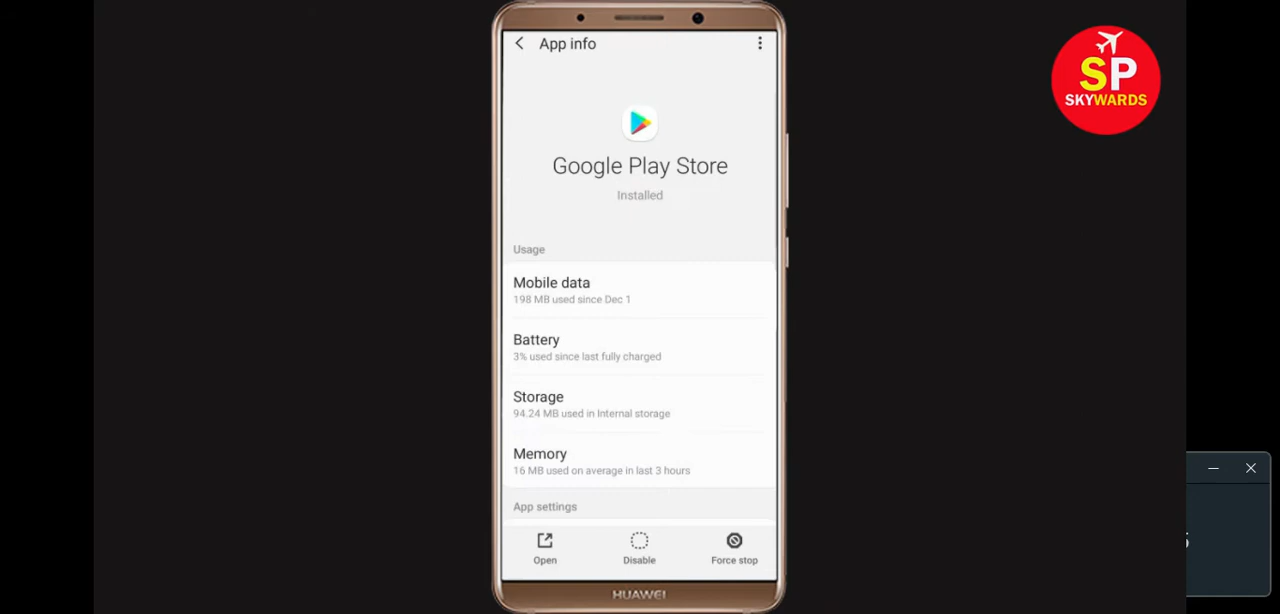 App info
SP
SKYWARDS
Google Play Store
Installed
Usage
Mobile data
198 MB used since Dec 1
Battery
3% used since last fully charged
Storage
94.24 MB used in Internal storage
Memory
16 MB used on average in last 3 hours
App settings
Open
Disable
Force stop
HUAWEI